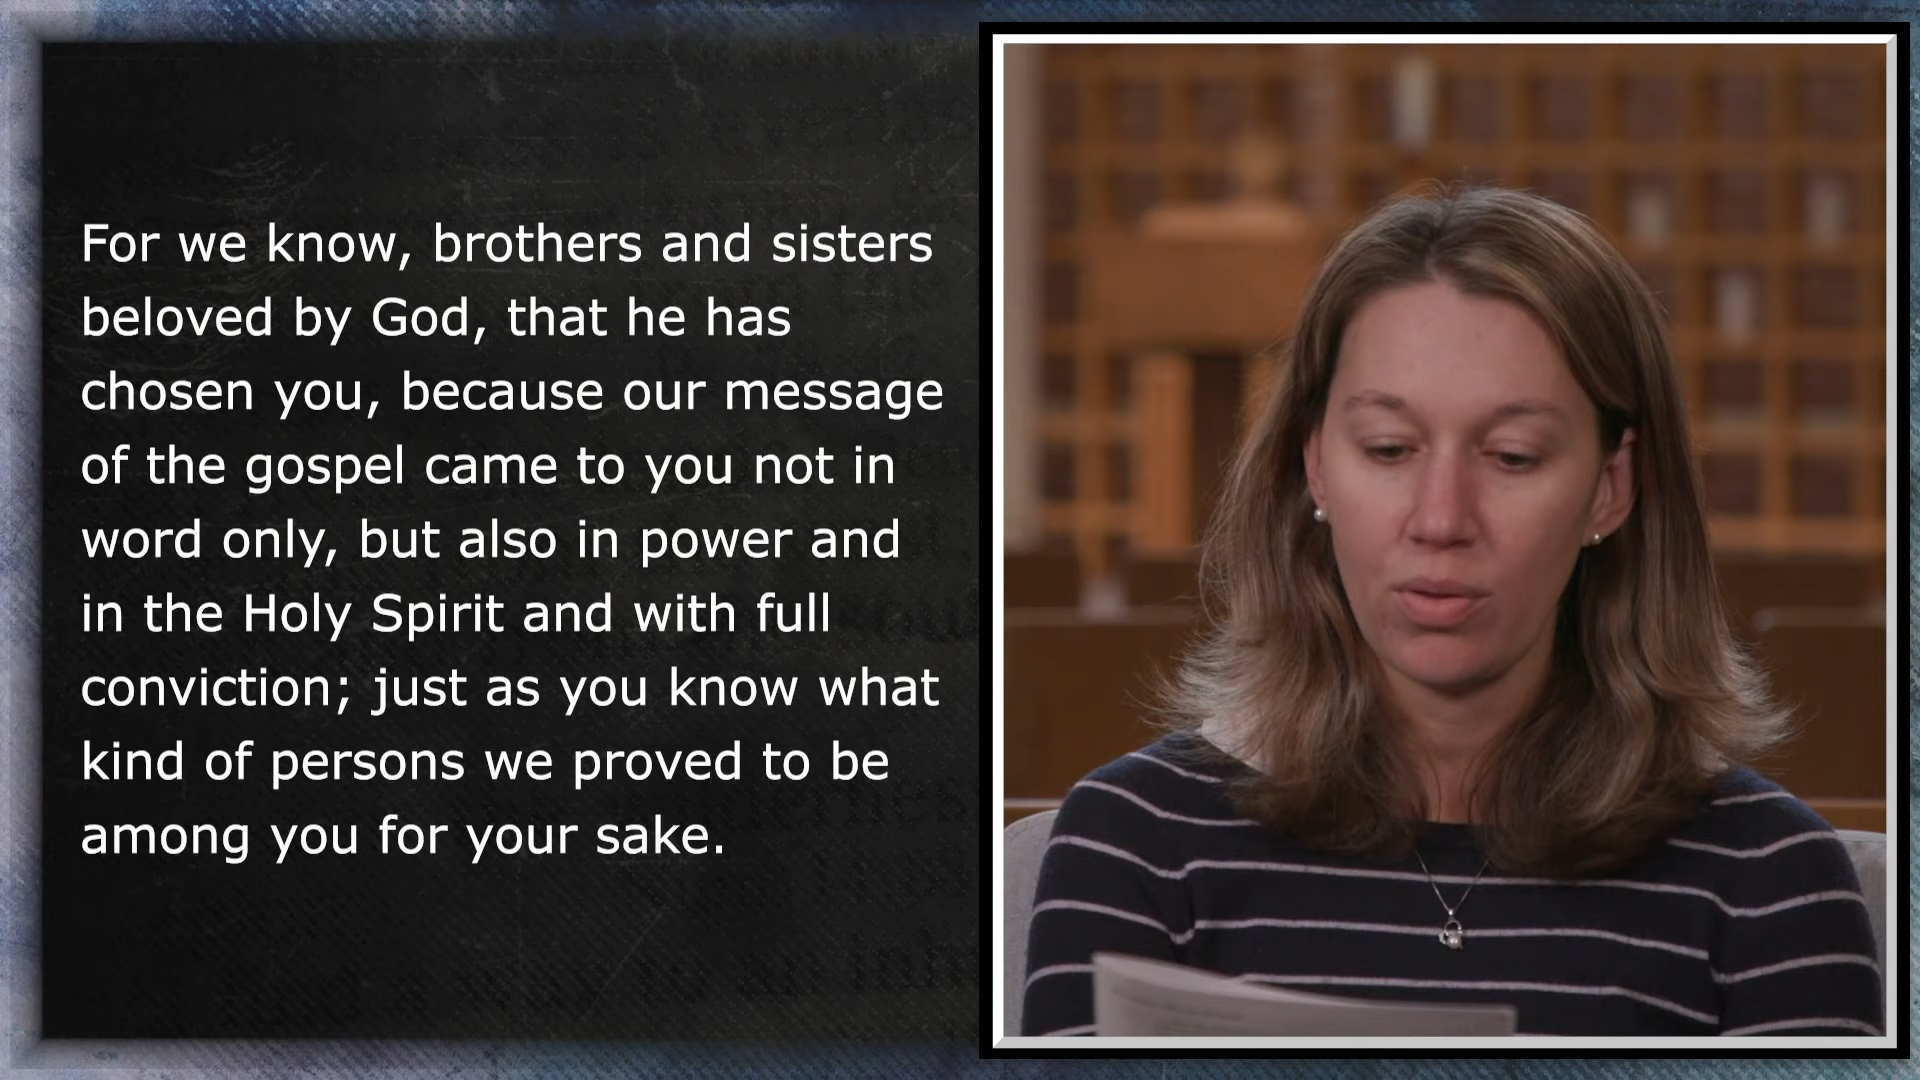 For we know, brothers and sisters
beloved by God, that he has
chosen you, because our message
of the gospel came to you not in
word only, but also in power and
in the Holy Spirit and with full
conviction; just as you know what
kind of persons we proved to be
among you for your sake.